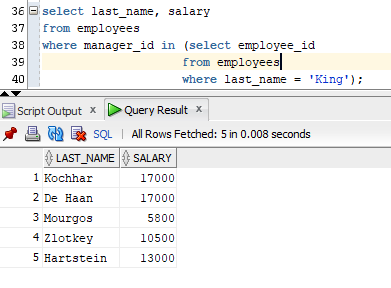 36 select last_name, salary
37 from employees
38 where manager_id in (select employee_id
39 from employees
40 where last_name = 'King');
Script Output x Query Result x
SQL | All Rows Fetched: 5 in 0.008 seconds
LAST_NAME SALARY
1 Kochhar 17000
2 De Haan 17000
3 Mourgos 5800
4 Zlotkey 10500
5 Hartstein 13000